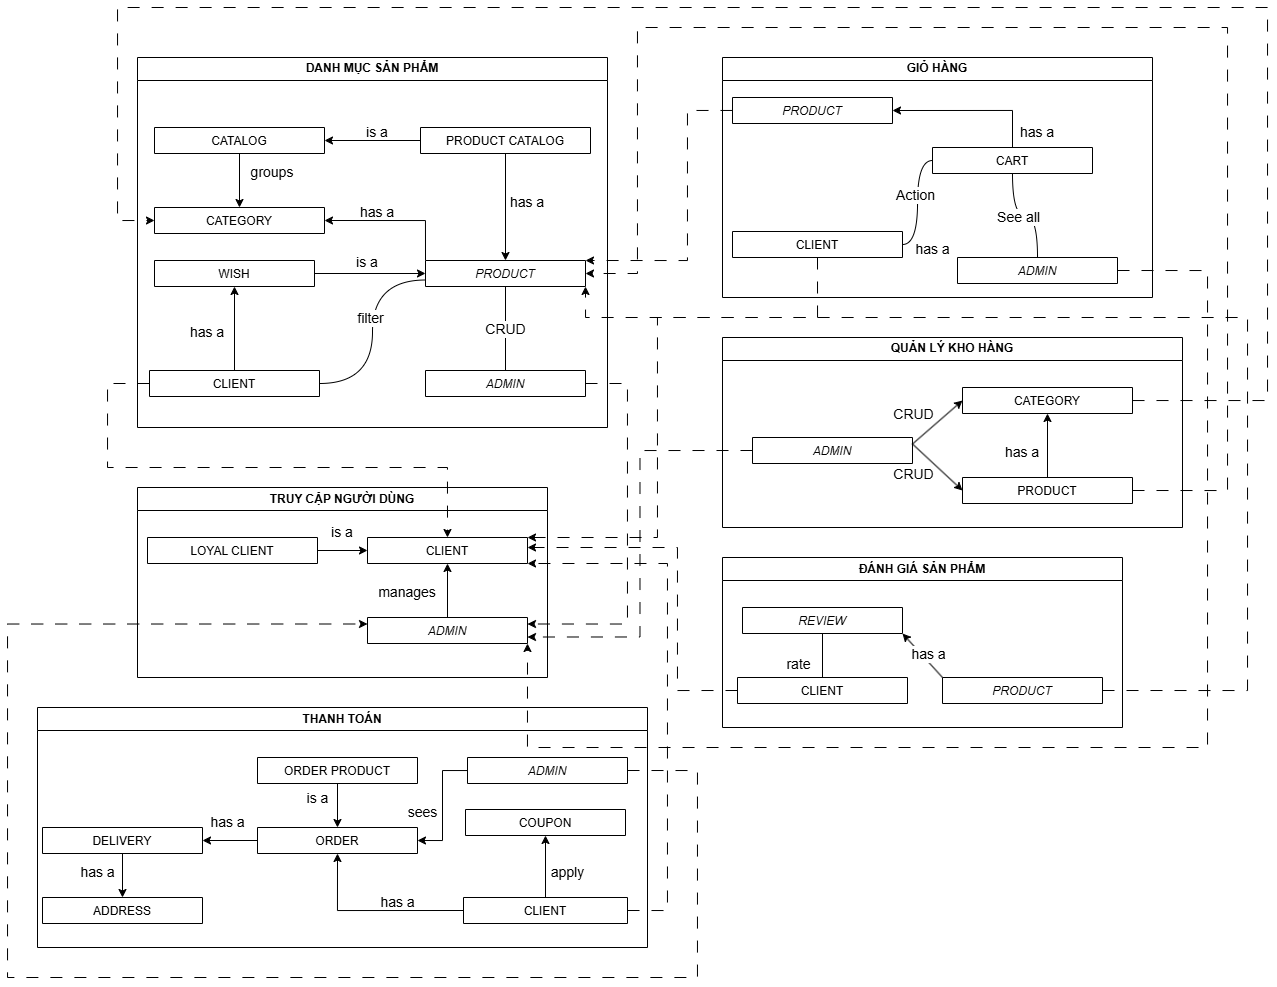 DANH MỤC SẢN PHẨM
CATALOG
is a
PRODUCT CATALOG
groups
has a
CATEGORY
has a
WISH
is a
PRODUCT
has a
filter
CRUD
CLIENT
ADMIN
GIỎ HÀNG
PRODUCT
has a
CART
Action
See all
CLIENT
has a
ADMIN
QUẢN LÝ KHO HÀNG
CRUD
CATEGORY
ADMIN
has a
CRUD
PRODUCT
TRUY CẬP NGƯỜI DÙNG
is a
LOYAL CLIENT
CLIENT
manages
ADMIN
ĐÁNH GIÁ SẢN PHẨM
REVIEW
has a
rate
CLIENT
PRODUCT
THANH TOÁN
ORDER PRODUCT
ADMIN
is a
sees
has a
COUPON
DELIVERY
ORDER
has a
apply
has a
ADDRESS
CLIENT